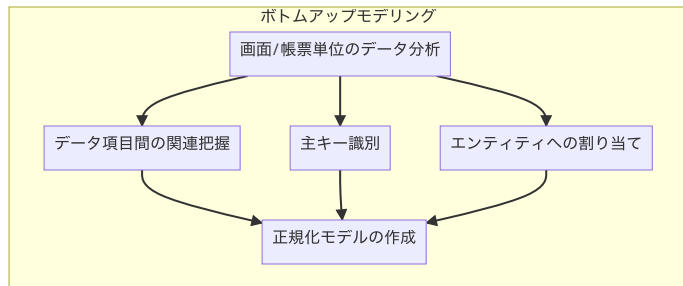 ボトムアップモデリング
画面/帳票単位のデータ分析
データ項目間の関連把握
主キー識別
エンティティへの割り当て
正規化モデルの作成